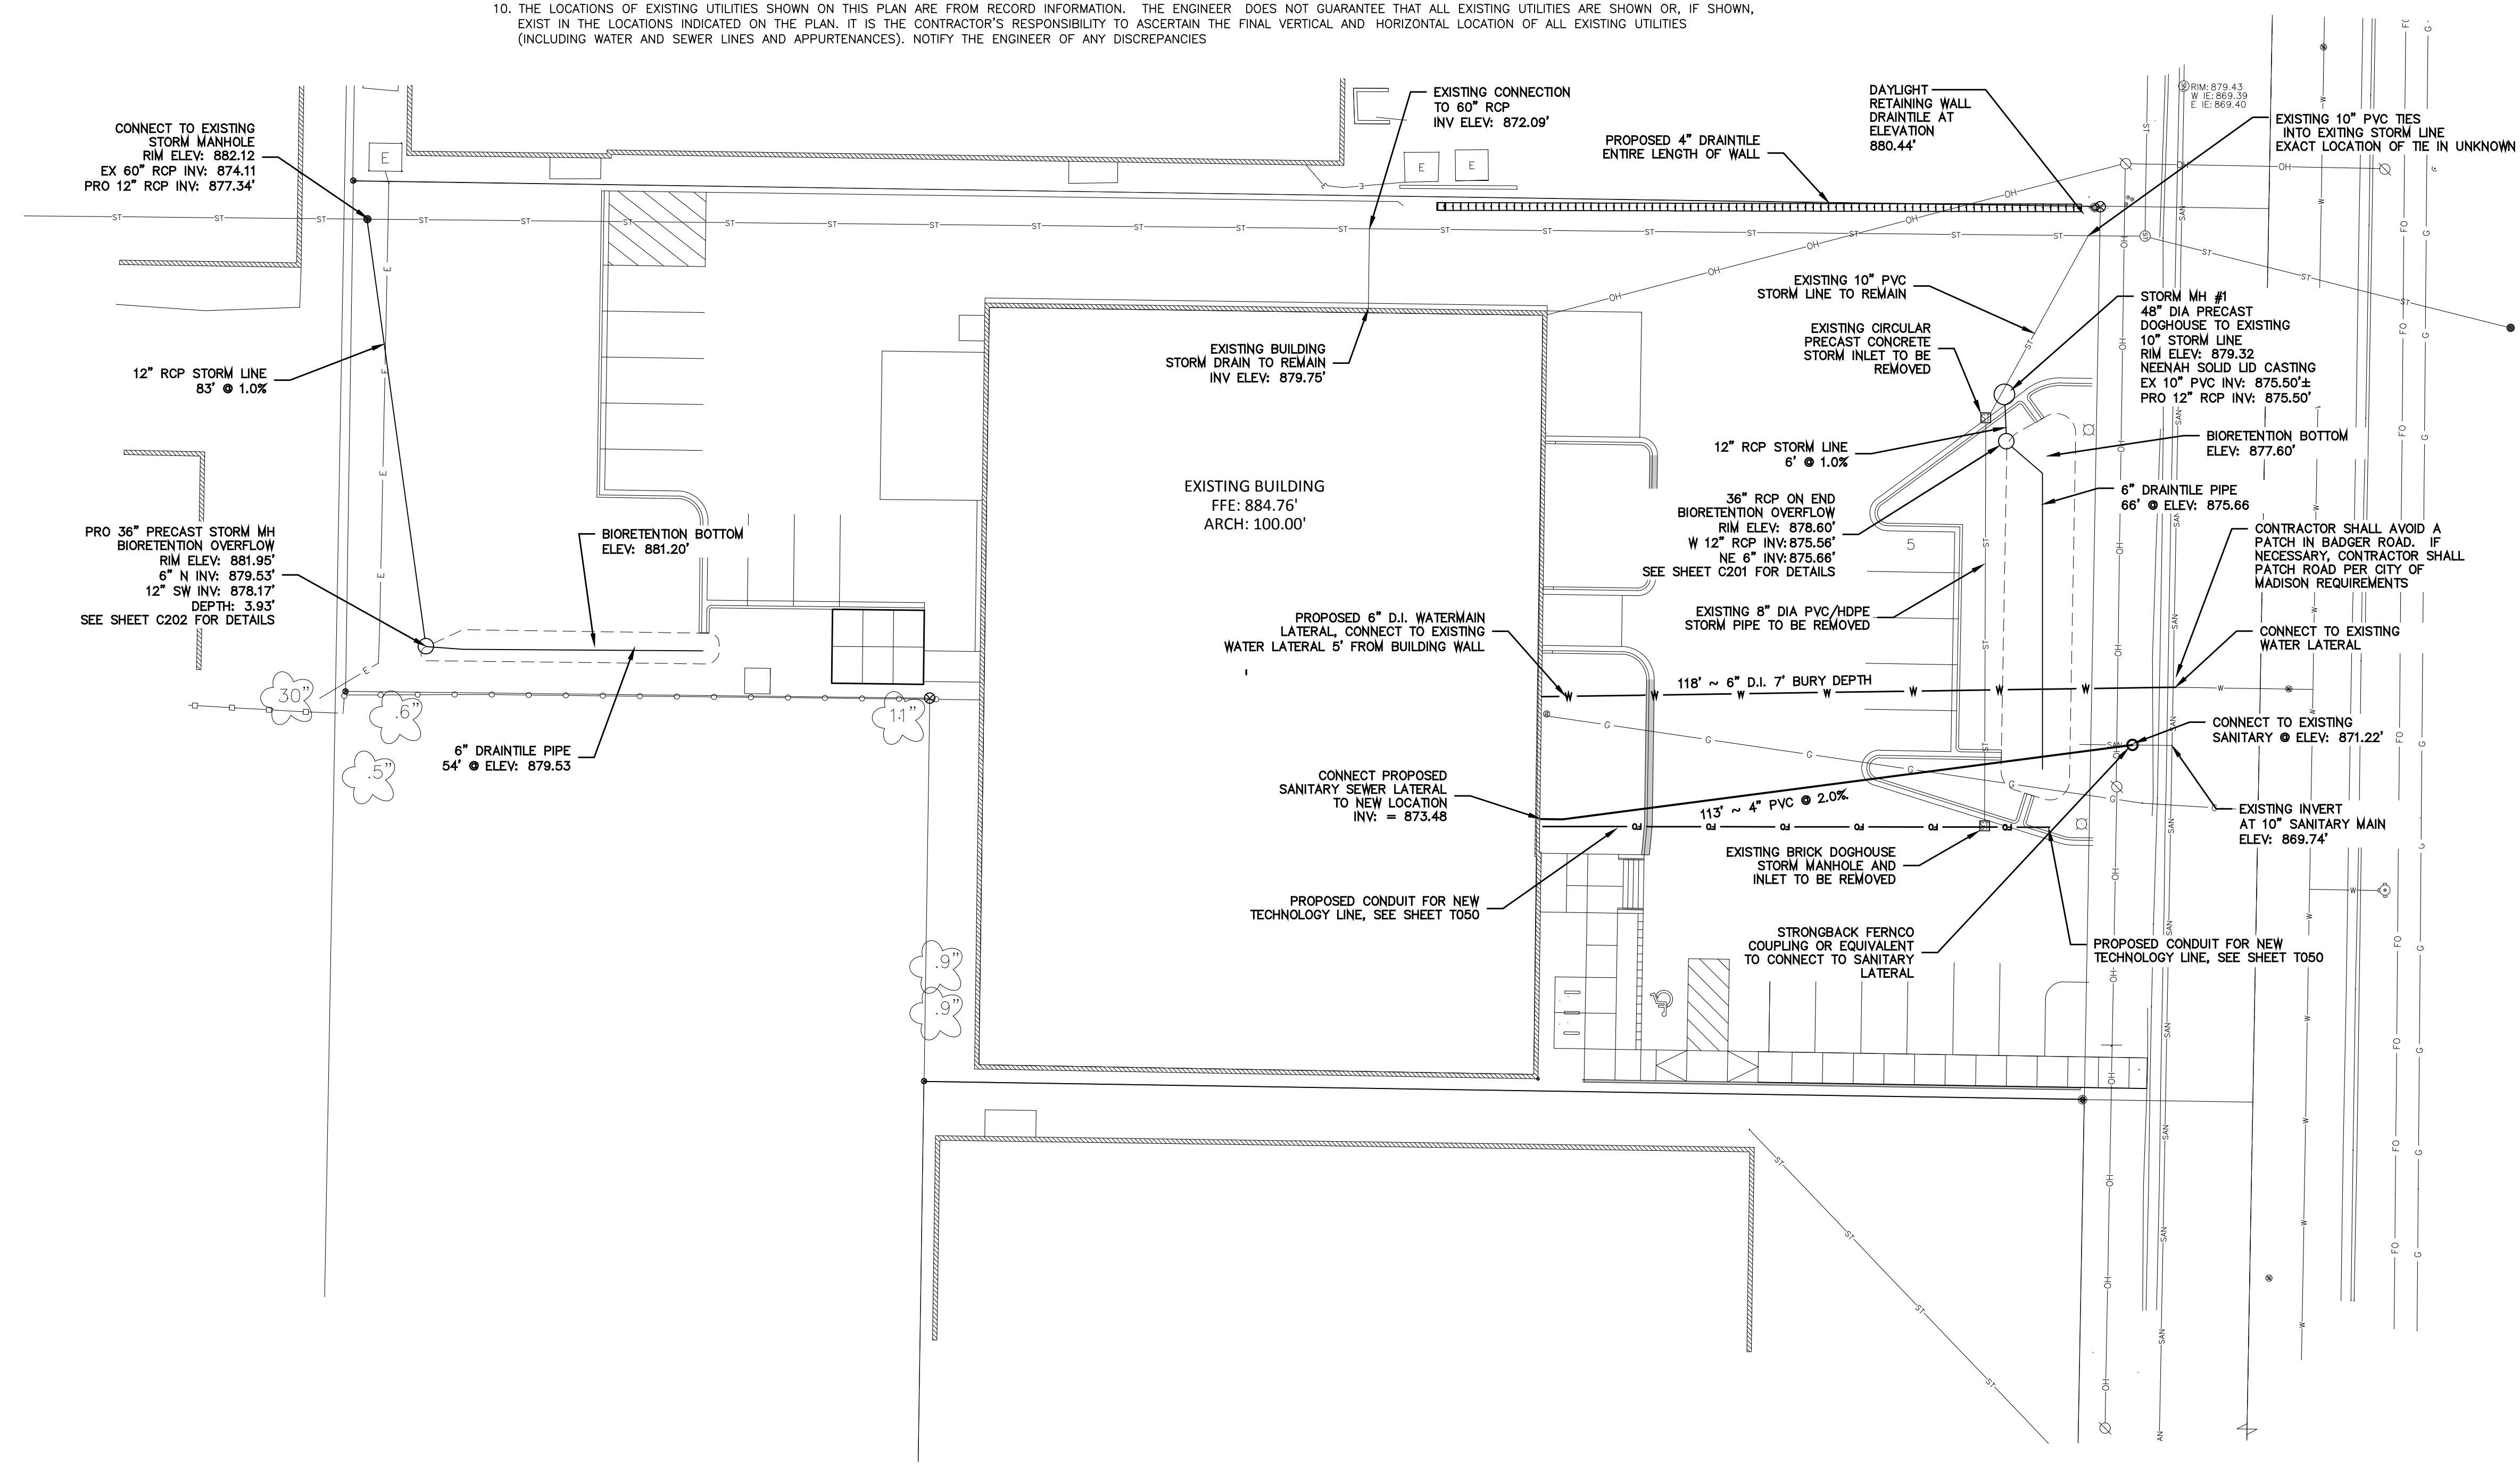 10. THE LOCATIONS OF EXISTING UTILITIES SHOWN ON THIS PLAN ARE FROM RECORD INFORMATION. THE ENGINEER DOES NOT GUARANTEE THAT ALL EXISTING UTILITIES ARE SHOWN OR, IF SHOWN,
EXIST IN THE LOCATIONS INDICATED ON THE PLAN. IT IS THE CONTRACTOR'S RESPONSIBILITY TO ASCERTAIN THE FINAL VERTICAL AND HORIZONTAL LOCATION OF ALL EXISTING UTILITIES
(INCLUDING WATER AND SEWER LINES AND APPURTENANCES). NOTIFY THE ENGINEER OF ANY DISCREPANCIES
CONNECT TO EXISTING
STORM MANHOLE
RIM ELEV: 882.12
EX 60" RCP INV: 874.11
PRO 12" RCP INV: 877.34'
EXISTING CONNECTION
TO 60" RCP
INV ELEV: 872.09'
PROPOSED 4" DRAINTILE
ENTIRE LENGTH OF WALL
DAYLIGHT
RETAINING WALL
DRAINTILE AT
ELEVATION
880.44'
RIM: 879.43
W IE: 869.39
E IE: 869.40
EXISTING 10" PVC TIES
INTO EXITING STORM LINE
EXACT LOCATION OF TIE IN UNKNOWN
EXISTING 10" PVC
STORM LINE TO REMAIN
EXISTING CIRCULAR
PRECAST CONCRETE
STORM INLET TO BE
REMOVED
STORM MH #1
48" DIA PRECAST
DOGHOUSE TO EXISTING
10" STORM LINE
RIM ELEV: 879.32
NEENAH SOLID LID CASTING
EX 10" PVC INV: 875.50'±
PRO 12" RCP INV: 875.50'
EXISTING BUILDING
STORM DRAIN TO REMAIN
INV ELEV: 879.75'
12" RCP STORM LINE
83' @ 1.0%
12" RCP STORM LINE
6' @ 1.0%
BIORETENTION BOTTOM
ELEV: 877.60'
EXISTING BUILDING
FFE: 884.76'
ARCH: 100.00'
36" RCP ON END
BIORETENTION OVERFLOW
RIM ELEV: 878.60'
W 12" RCP INV:875.56'
NE 6" INV:875.66'
SEE SHEET C201 FOR DETAILS
6" DRAINTILE PIPE
66' @ ELEV: 875.66
5
CONTRACTOR SHALL AVOID A
PATCH IN BADGER ROAD. IF
NECESSARY, CONTRACTOR SHALL
PATCH ROAD PER CITY OF
MADISON REQUIREMENTS
PRO 36" PRECAST STORM MH
BIORETENTION OVERFLOW
RIM ELEV: 881.95'
6" N INV: 879.53'
12" SW INV: 878.17'
DEPTH: 3.93'
SEE SHEET C202 FOR DETAILS
BIORETENTION BOTTOM
ELEV: 881.20'
PROPOSED 6" D.I. WATERMAIN
LATERAL, CONNECT TO EXISTING
WATER LATERAL 5' FROM BUILDING WALL
EXISTING 8" DIA PVC/HDPE
STORM PIPE TO BE REMOVED
CONNECT TO EXISTING
WATER LATERAL
118' ~ 6" D.I. 7' BURY DEPTH
30"
.6"
1.1"
.5"
6" DRAINTILE PIPE
54' @ ELEV: 879.53
CONNECT TO EXISTING
SANITARY @ ELEV: 871.22'
CONNECT PROPOSED
SANITARY SEWER LATERAL
TO NEW LOCATION
INV: = 873.48
113' ~ 4" PVC @ 2.0%.
EXISTING INVERT
AT 10" SANITARY MAIN
ELEV: 869.74'
EXISTING BRICK DOGHOUSE
STORM MANHOLE AND
INLET TO BE REMOVED
PROPOSED CONDUIT FOR NEW
TECHNOLOGY LINE, SEE SHEET T050
STRONGBACK FERNCO
COUPLING OR EQUIVALENT
TO CONNECT TO SANITARY
LATERAL
PROPOSED CONDUIT FOR NEW
TECHNOLOGY LINE, SEE SHEET T050
.9"
.9"